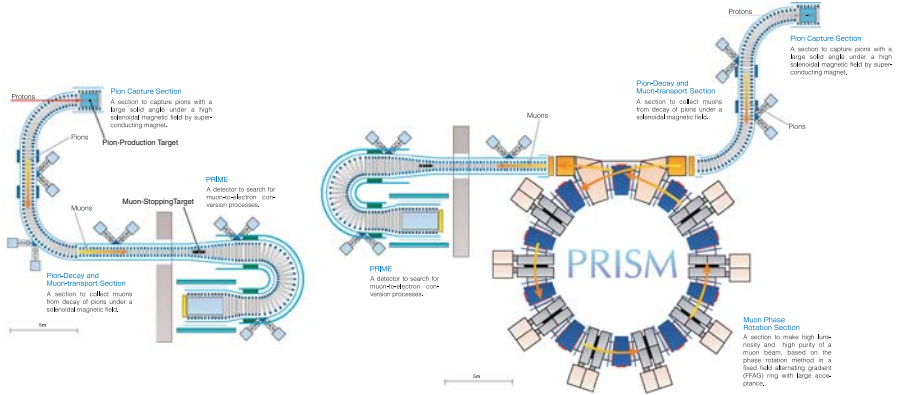 Protons
Pion Capture Section
A section to capture pions with a
large solid angle under a high
solenoidal magnetic field by super-
conducting magnet.
Pion-Production Target
Pions
PRIME
A detector to search for
muon-to-electron con-
version processes.
Muon-StoppingTarget
Muons
Pion-Decay and
Muon-transport Section
A section to collect muons
from decay of pions under a
solenoidal magnetic field.
5m
Protons
Pion Capture Section
A section to capture pions with a
large solid angle under a high
solenoidal magnetic field by super-
conducting magnet.
Pion-Decay and
Muon-transport Section
A section to collect muons
from decay of pions under a
solenoidal magnetic field.
Pions
Muons
PRISM
PRIME
A detector to search for
muon-to-electron con-
version processes.
Muon Phase
Rotation Section
A section to make high lumi-
nosity and high purity of a
muon beam, based on the
phase rotation method in a
fixed field alternating gradient
(FFAG) ring with large acce-
ptance.
5m